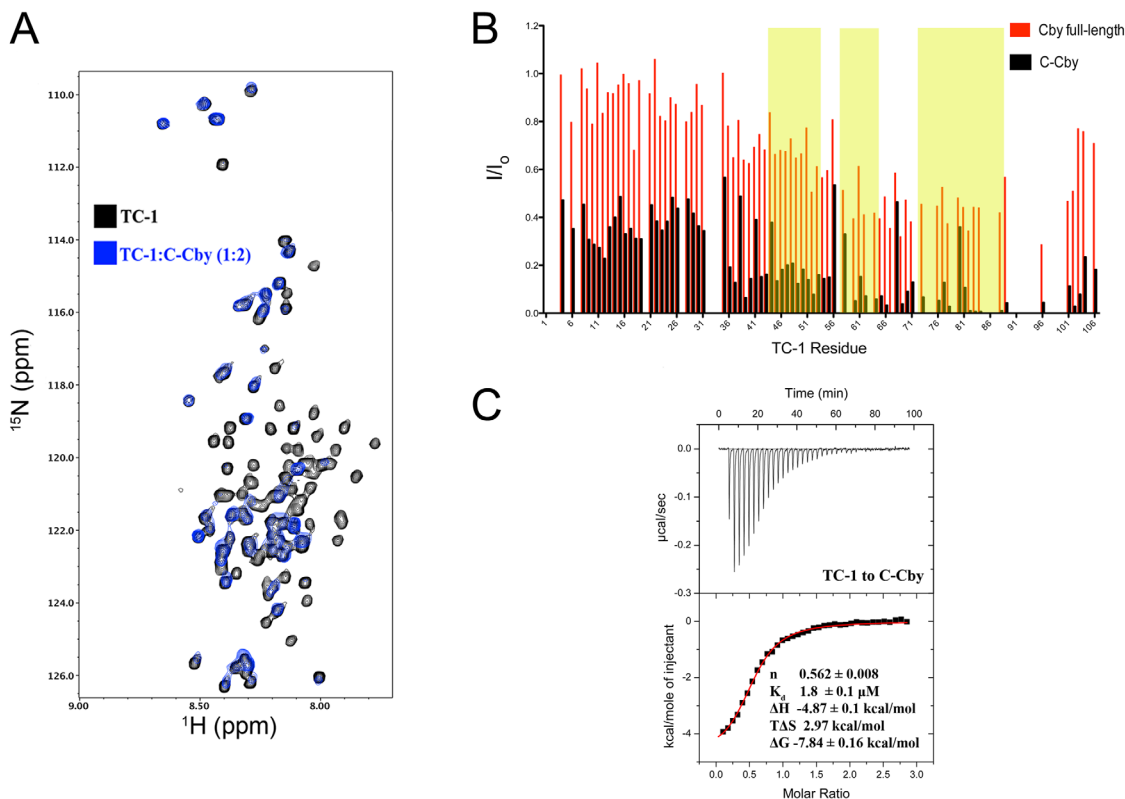 A
110.0
112.0
114.0
116.0
118.0
120.0
122.0
124.0
126.0
15N (ppm)
TC-1
TC-1:C-Cby (1:2)
9.00
8.50
8.00
1H (ppm)
B
Cby full-length
C-Cby
1.2
1.0
0.8
0.6
0.4
0.2
0.0
I/Io
1 6 11 16 21 26 31 36 41 46 51 56 61 66 71 76 81 86 91 96 101 106
TC-1 Residue
C
Time (min)
0 20 40 60 80 100
0.0
-0.1
-0.2
-0.3
µcal/sec
TC-1 to C-Cby
0
-2
-4
kcal/mole of injectant
n 0.562 ± 0.008
Kd 1.8 ± 0.1 µM
ΔH -4.87 ± 0.1 kcal/mol
TΔS 2.97 kcal/mol
ΔG -7.84 ± 0.16 kcal/mol
0.0 0.5 1.0 1.5 2.0 2.5 3.0
Molar Ratio